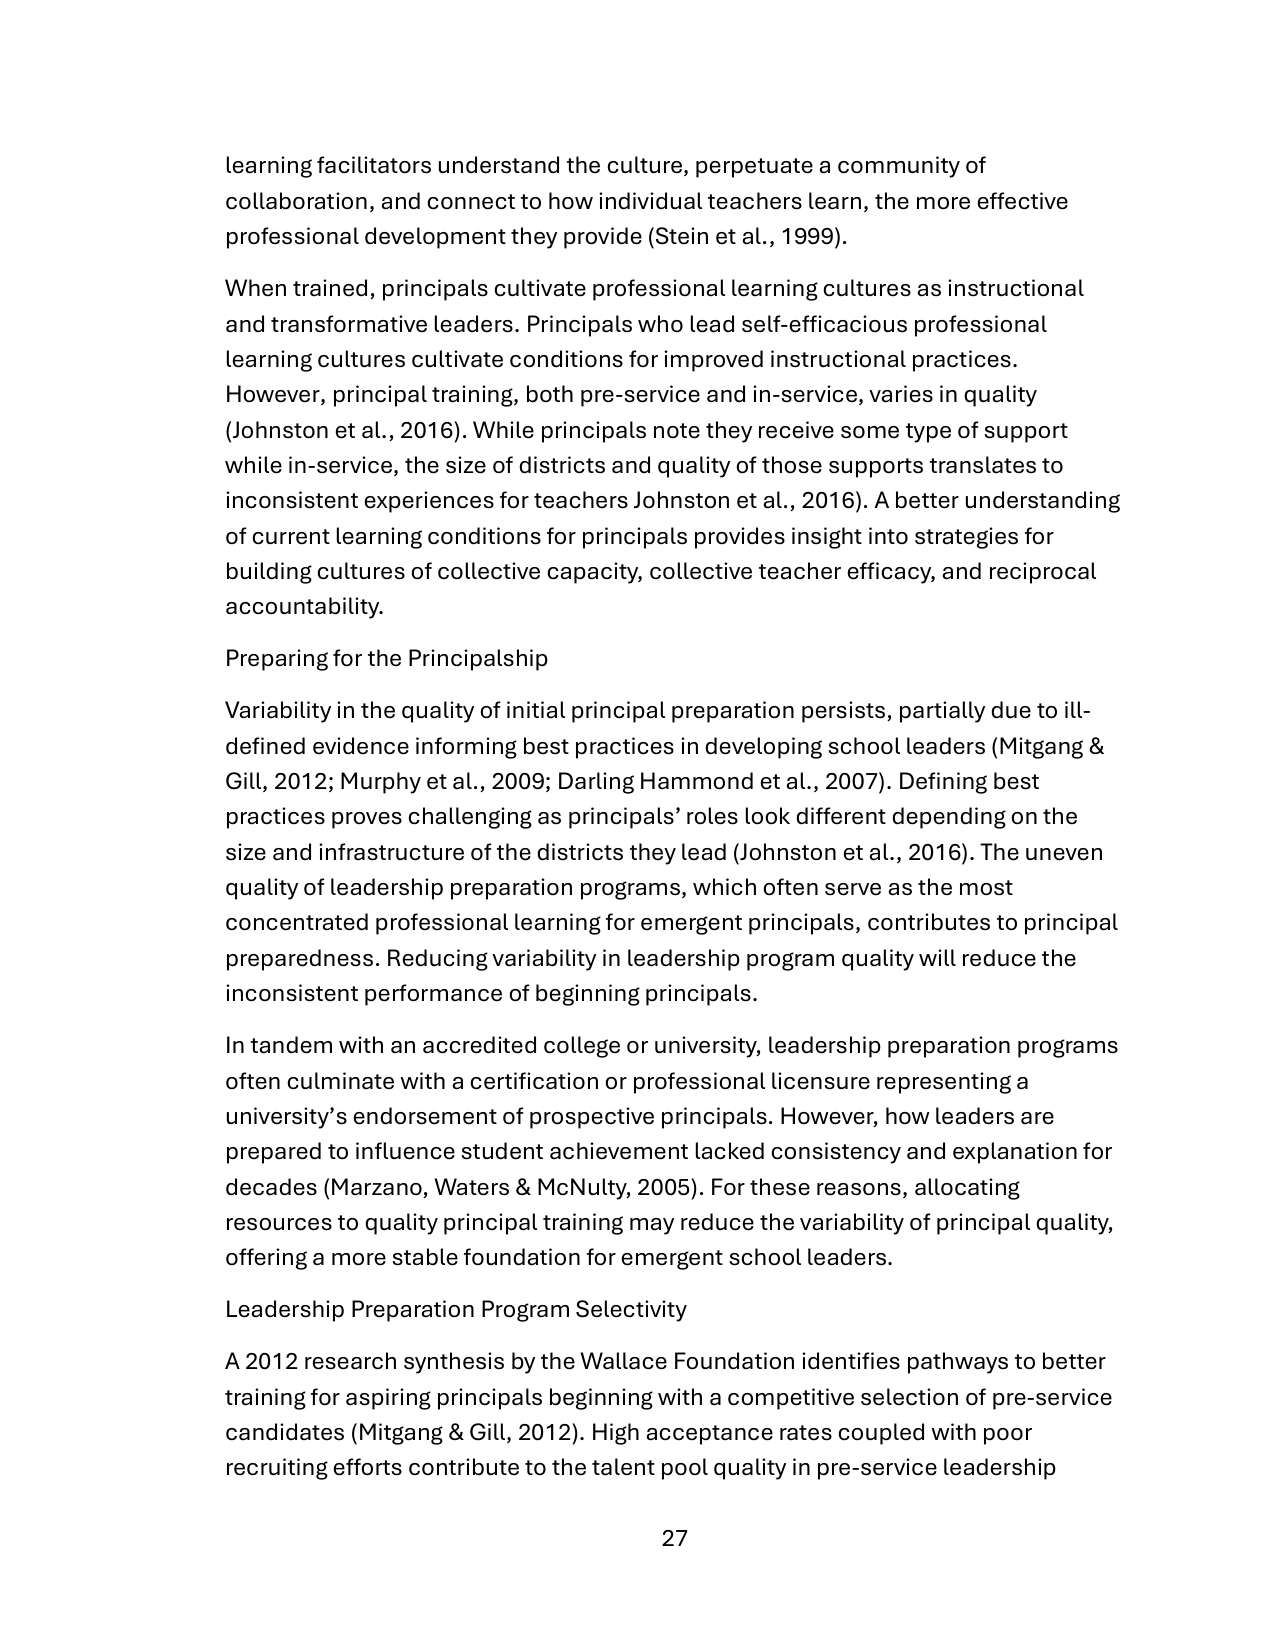 learning facilitators understand the culture, perpetuate a community of
collaboration, and connect to how individual teachers learn, the more effective
professional development they provide (Stein et al., 1999).
When trained, principals cultivate professional learning cultures as instructional
and transformative leaders. Principals who lead self-efficacious professional
learning cultures cultivate conditions for improved instructional practices.
However, principal training, both pre-service and in-service, varies in quality
(Johnston et al., 2016). While principals note they receive some type of support
while in-service, the size of districts and quality of those supports translates to
inconsistent experiences for teachers Johnston et al., 2016). A better understanding
of current learning conditions for principals provides insight into strategies for
building cultures of collective capacity, collective teacher efficacy, and reciprocal
accountability.
Preparing for the Principalship
Variability in the quality of initial principal preparation persists, partially due to ill-
defined evidence informing best practices in developing school leaders (Mitgang &
Gill, 2012; Murphy et al., 2009; Darling Hammond et al., 2007). Defining best
practices proves challenging as principals’ roles look different depending on the
size and infrastructure of the districts they lead (Johnston et al., 2016). The uneven
quality of leadership preparation programs, which often serve as the most
concentrated professional learning for emergent principals, contributes to principal
preparedness. Reducing variability in leadership program quality will reduce the
inconsistent performance of beginning principals.
In tandem with an accredited college or university, leadership preparation programs
often culminate with a certification or professional licensure representing a
university’s endorsement of prospective principals. However, how leaders are
prepared to influence student achievement lacked consistency and explanation for
decades (Marzano, Waters & McNulty, 2005). For these reasons, allocating
resources to quality principal training may reduce the variability of principal quality,
offering a more stable foundation for emergent school leaders.
Leadership Preparation Program Selectivity
A 2012 research synthesis by the Wallace Foundation identifies pathways to better
training for aspiring principals beginning with a competitive selection of pre-service
candidates (Mitgang & Gill, 2012). High acceptance rates coupled with poor
recruiting efforts contribute to the talent pool quality in pre-service leadership
27